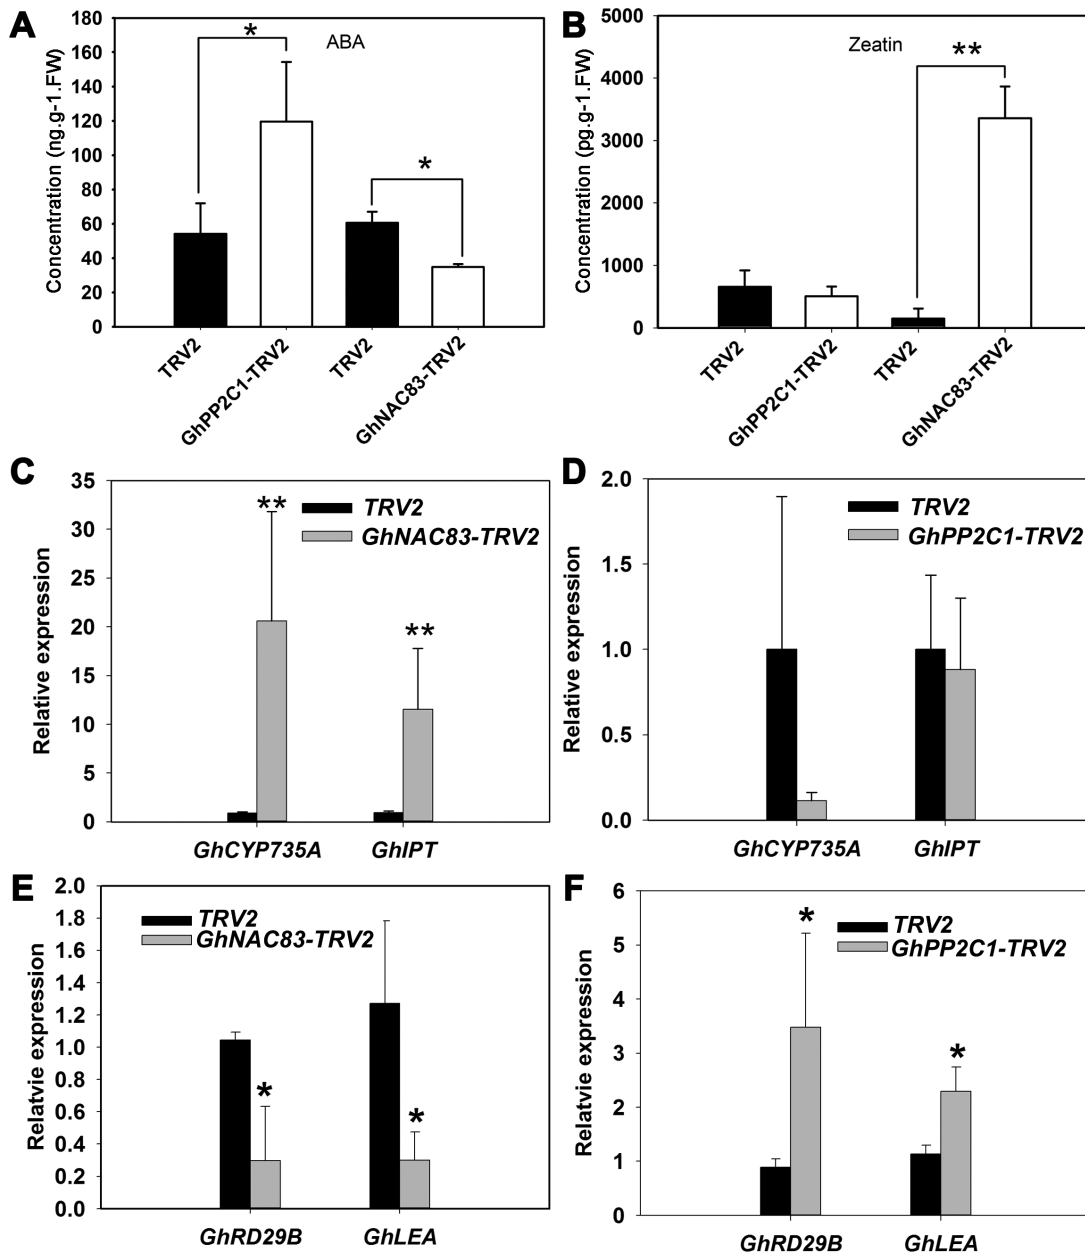 A
ABA
Concentration (ng.g-1.FW)
180
160
140
120
100
80
60
40
20
0
*
*
TRV2
GhPP2C1-TRV2
TRV2
GhNAC83-TRV2
B
Zeatin
Concentration (pg.g-1.FW)
5000
4000
3000
2000
1000
0
**
TRV2
GhPP2C1-TRV2
TRV2
GhNAC83-TRV2
C
Relative expression
35
30
25
20
15
10
5
0
TRV2
GhNAC83-TRV2
**
**
GhCYP735A
GhIPT
D
Relative expression
2.0
1.5
1.0
0.5
0.0
TRV2
GhPP2C1-TRV2
GhCYP735A
GhIPT
E
Relatvie expression
2.0
1.8
1.6
1.4
1.2
1.0
0.8
0.6
0.4
0.2
0.0
TRV2
GhNAC83-TRV2
*
*
GhRD29B
GhLEA
F
Relatvie expression
6
5
4
3
2
1
0
TRV2
GhPP2C1-TRV2
*
*
GhRD29B
GhLEA